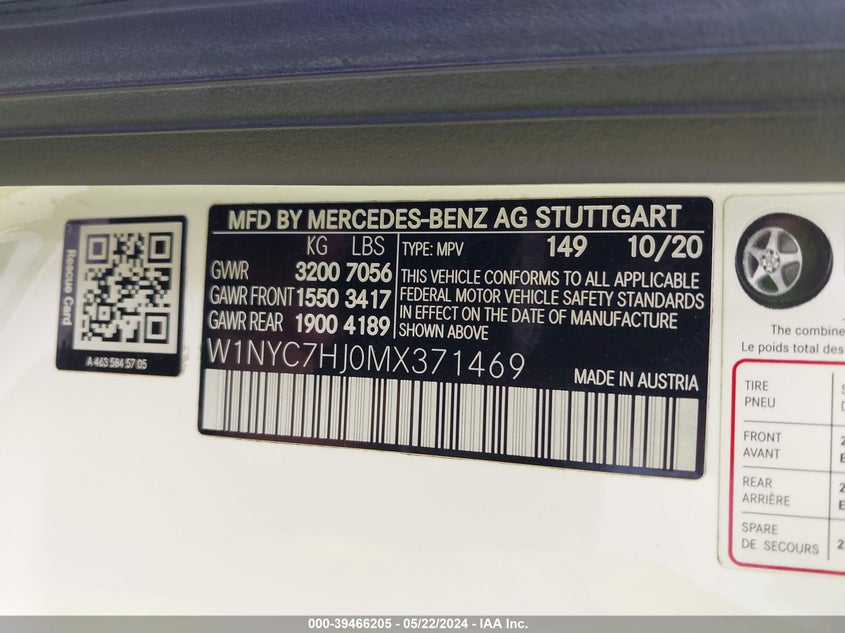 Rescue Card
A 463 584 57 05
MFD BY MERCEDES-BENZ AG STUTTGART
KG LBS
GVWR 3200 7056
GAWR FRONT 1550 3417
GAWR REAR 1900 4189
TYPE: MPV 149 10/20
THIS VEHICLE CONFORMS TO ALL APPLICABLE
FEDERAL MOTOR VEHICLE SAFETY STANDARDS
IN EFFECT ON THE DATE OF MANUFACTURE
SHOWN ABOVE
W1NYC7HJ0MX371469
MADE IN AUSTRIA
The combine
Le poids total des
TIRE
PNEU
FRONT
AVANT
REAR
ARRIÈRE
SPARE
DE SECOURS
000-39466205 - 05/22/2024 - IAA Inc.